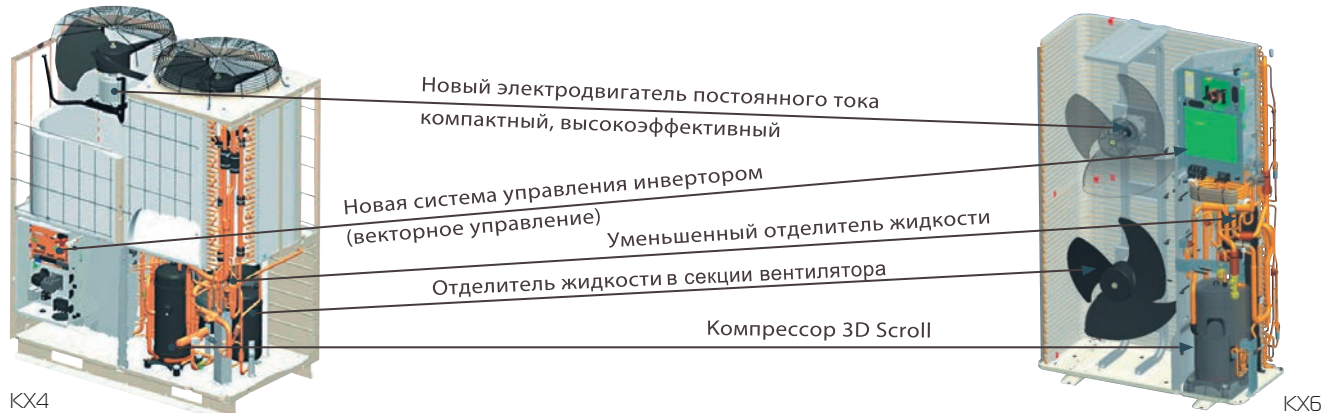 Новый электродвигатель постоянного тока
компактный, высокоэффективный
Новая система управления инвертором
(векторное управление)
Уменьшенный отделитель жидкости
Отделитель жидкости в секции вентилятора
Компрессор 3D Scroll
KX4
KX6